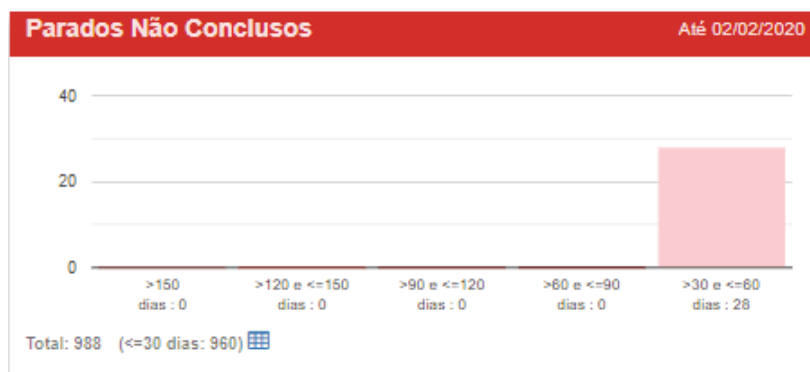 Parados Não Conclusos
Até 02/02/2020
40
20
0
>150
dias : 0
>120 e <=150
dias : 0
>90 e <=120
dias : 0
>60 e <=90
dias : 0
>30 e <=60
dias : 28
Total: 988 (<=30 dias: 960)